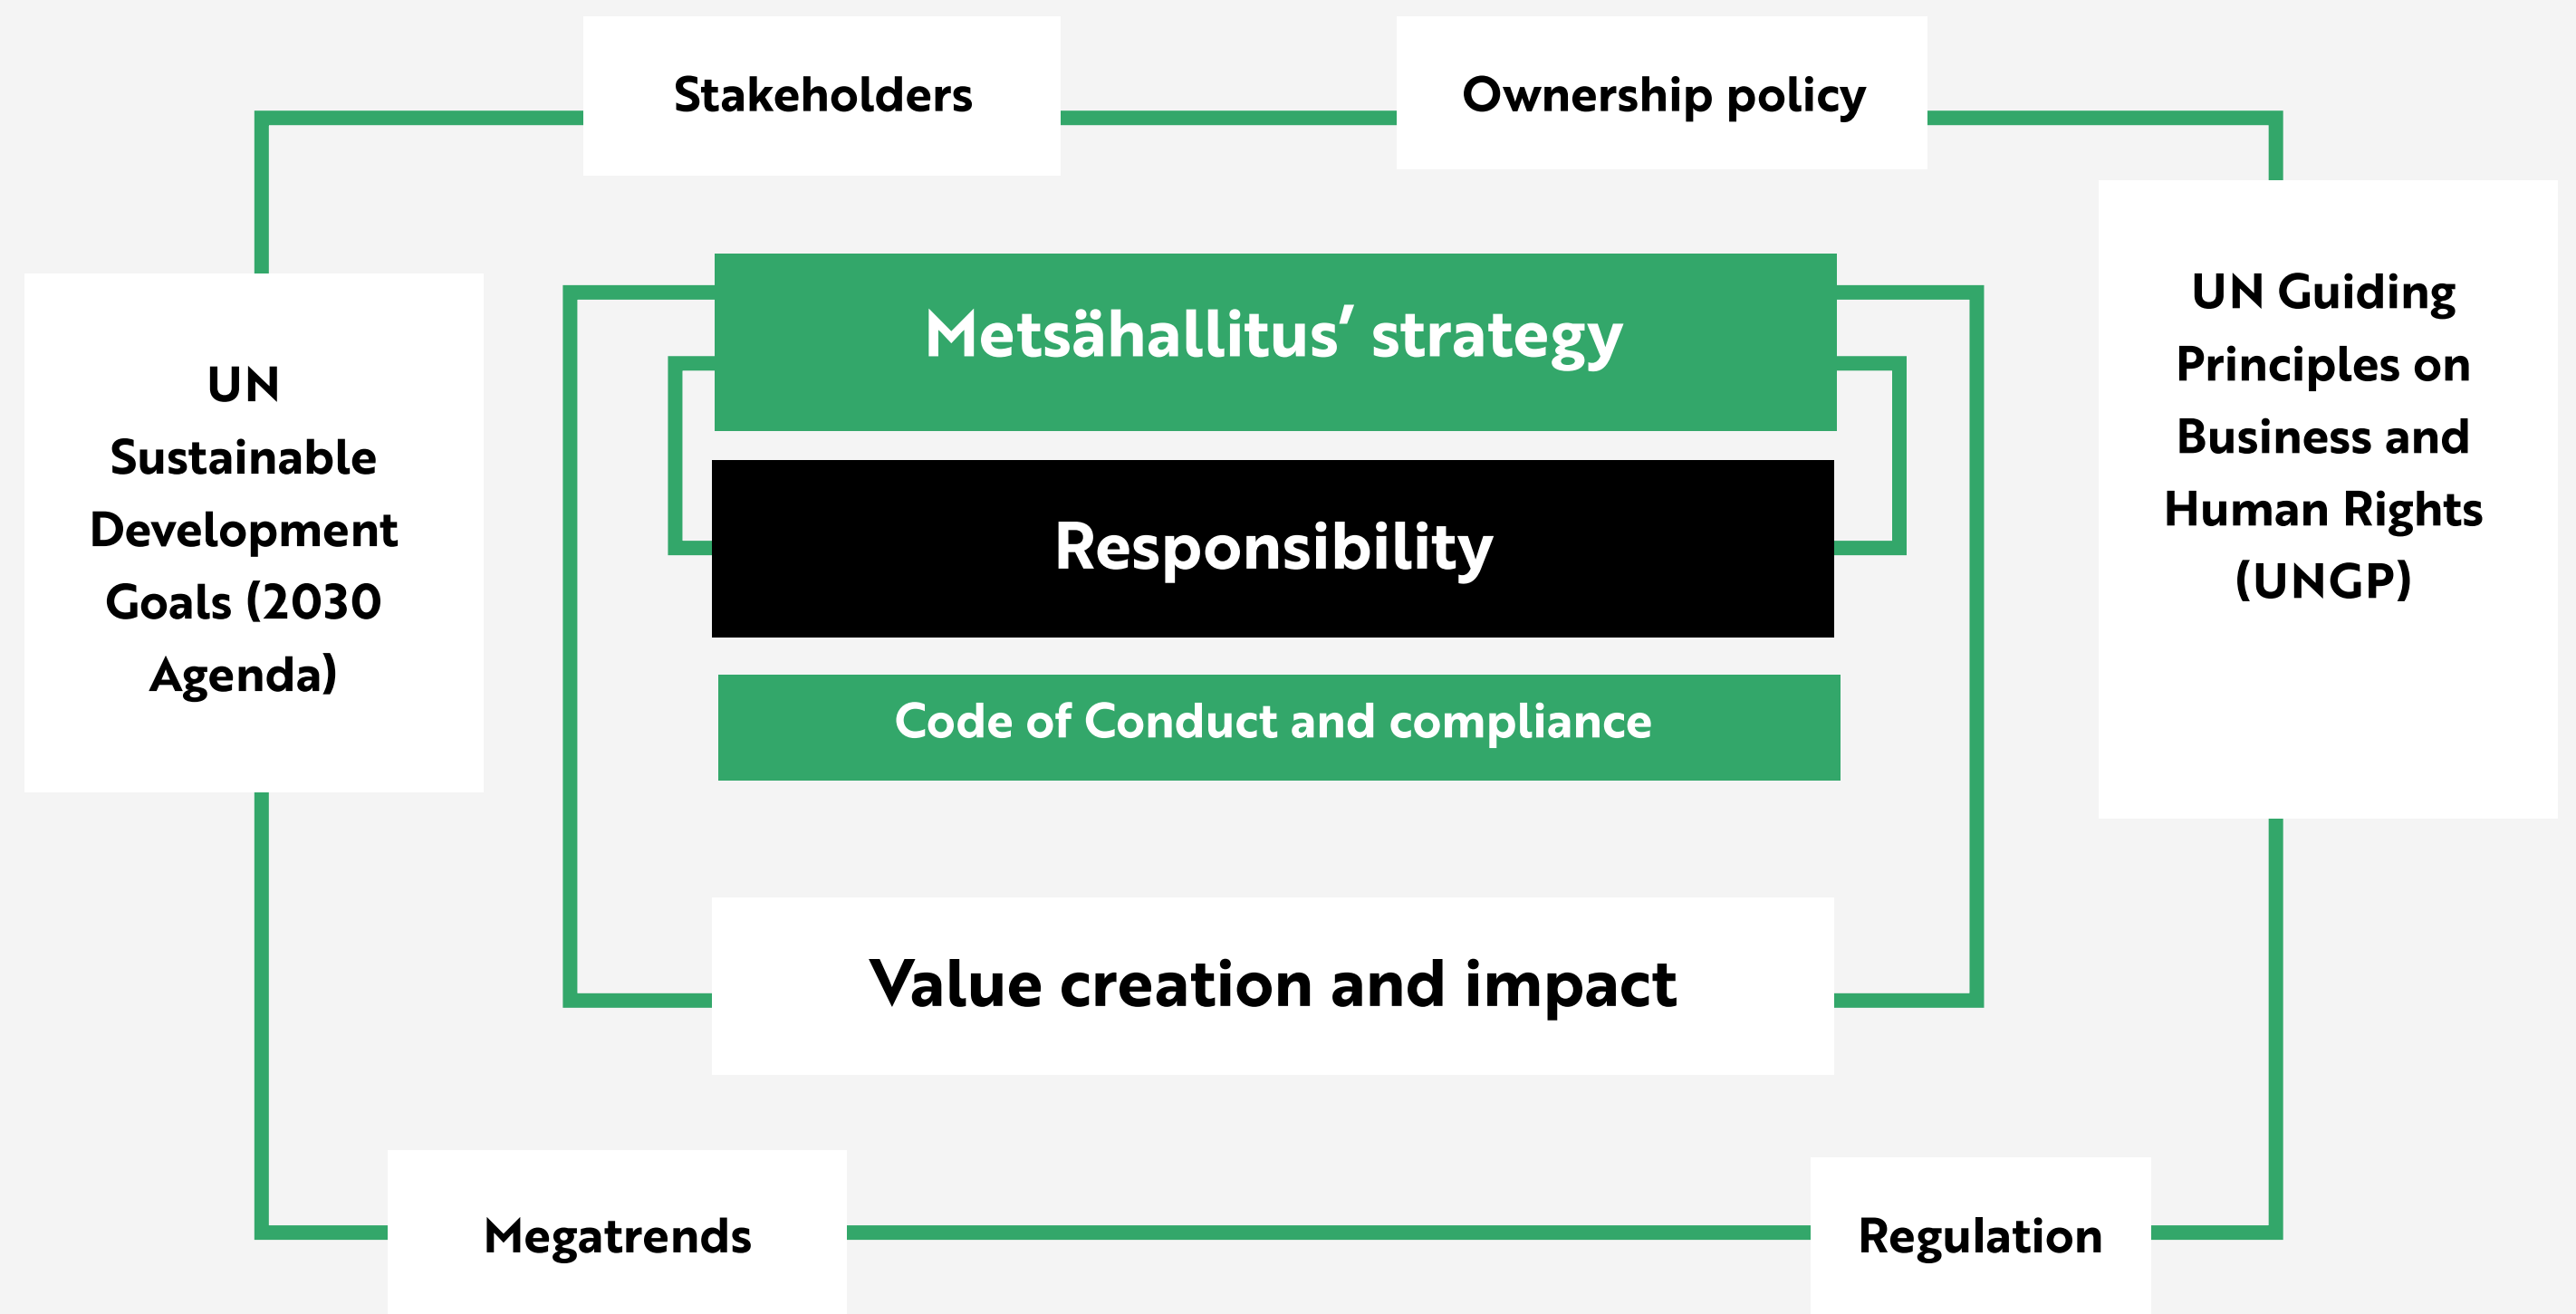 Stakeholders
Ownership policy
UN
Sustainable
Development
Goals (2030
Agenda)
Metsähallitus’ strategy
Responsibility
Code of Conduct and compliance
Value creation and impact
UN Guiding
Principles on
Business and
Human Rights
(UNGP)
Megatrends
Regulation